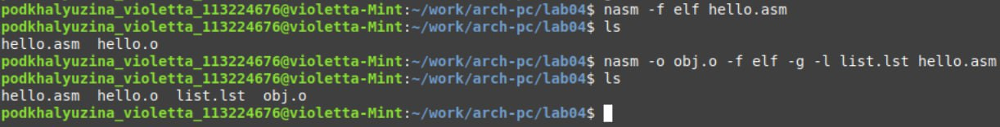 podkhalyuzina_violetta_113224676@violetta-Mint:~/work/arch-pc/lab04$ nasm -f elf hello.asm
podkhalyuzina_violetta_113224676@violetta-Mint:~/work/arch-pc/lab04$ ls
hello.asm  hello.o
podkhalyuzina_violetta_113224676@violetta-Mint:~/work/arch-pc/lab04$ nasm -o obj.o -f elf -g -l list.lst hello.asm
podkhalyuzina_violetta_113224676@violetta-Mint:~/work/arch-pc/lab04$ ls
hello.asm  hello.o  list.lst  obj.o
podkhalyuzina_violetta_113224676@violetta-Mint:~/work/arch-pc/lab04$